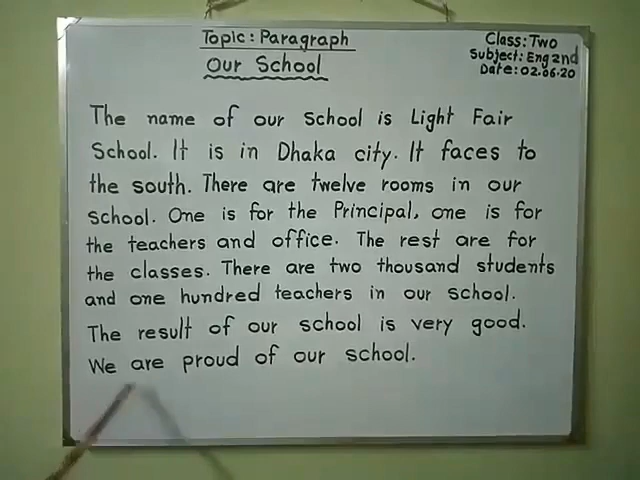 Topic: Paragraph
Our School
Class: Two
Subject: Eng 2nd
Date: 02.06.20
The name of our school is Light Fair
School. It is in Dhaka city. It faces to
the south. There are twelve rooms in our
school. One is for the Principal, one is for
the teachers and office. The rest are for
the classes. There are two thousand students
and one hundred teachers in our school.
The result of our school is very good.
We are proud of our school.